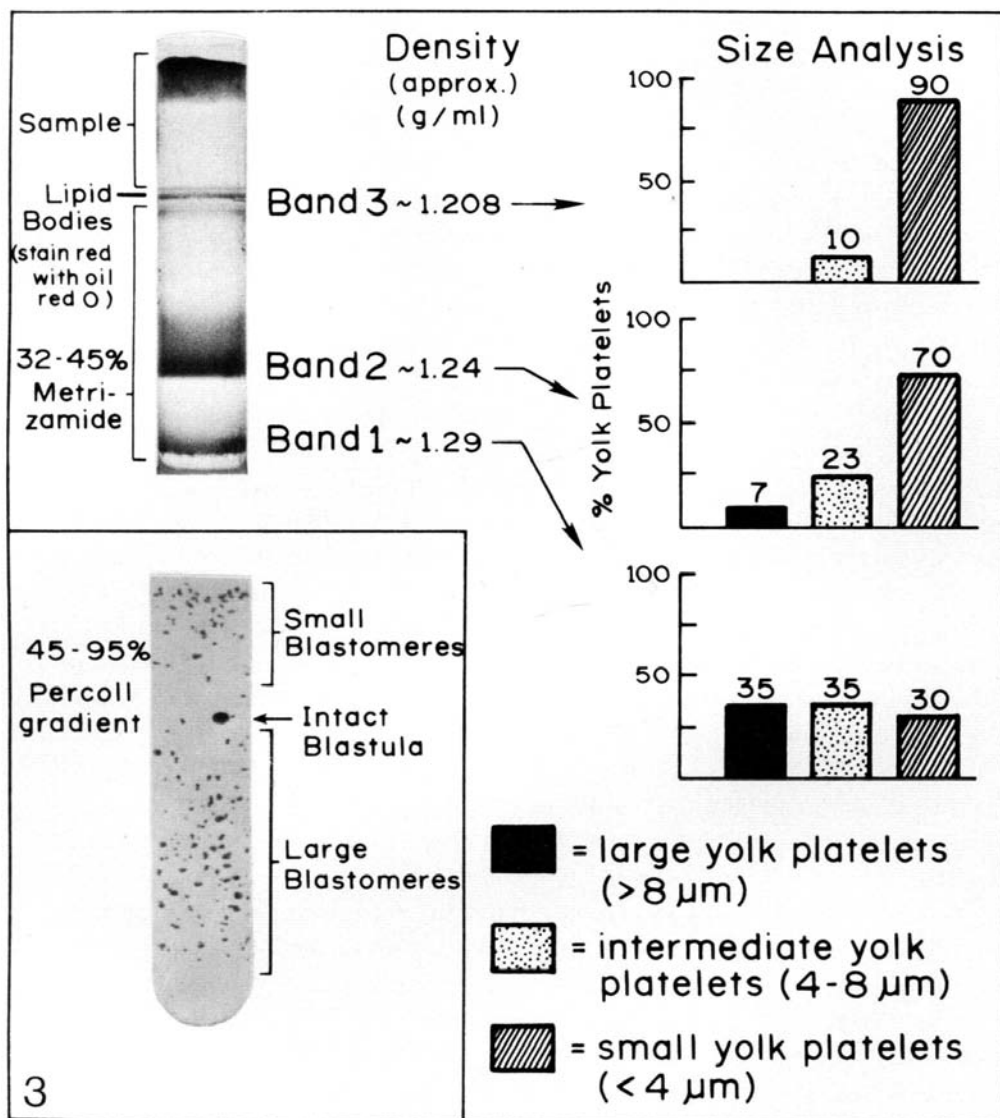 Density
(approx.)
(g/ml)
Sample
Lipid
Bodies
(stain red
with oil
red O)
32-45%
Metri-
zamide
Band 3 ~1.208
Band 2 ~1.24
Band 1 ~1.29
Size Analysis
% Yolk Platelets
100
50
10
90
100
50
7
23
70
100
50
35
35
30
= large yolk platelets
(>8 μm)
= intermediate yolk
platelets (4-8 μm)
= small yolk platelets
(<4 μm)
45-95%
Percoll
gradient
Small
Blastomeres
Intact
Blastula
Large
Blastomeres
3